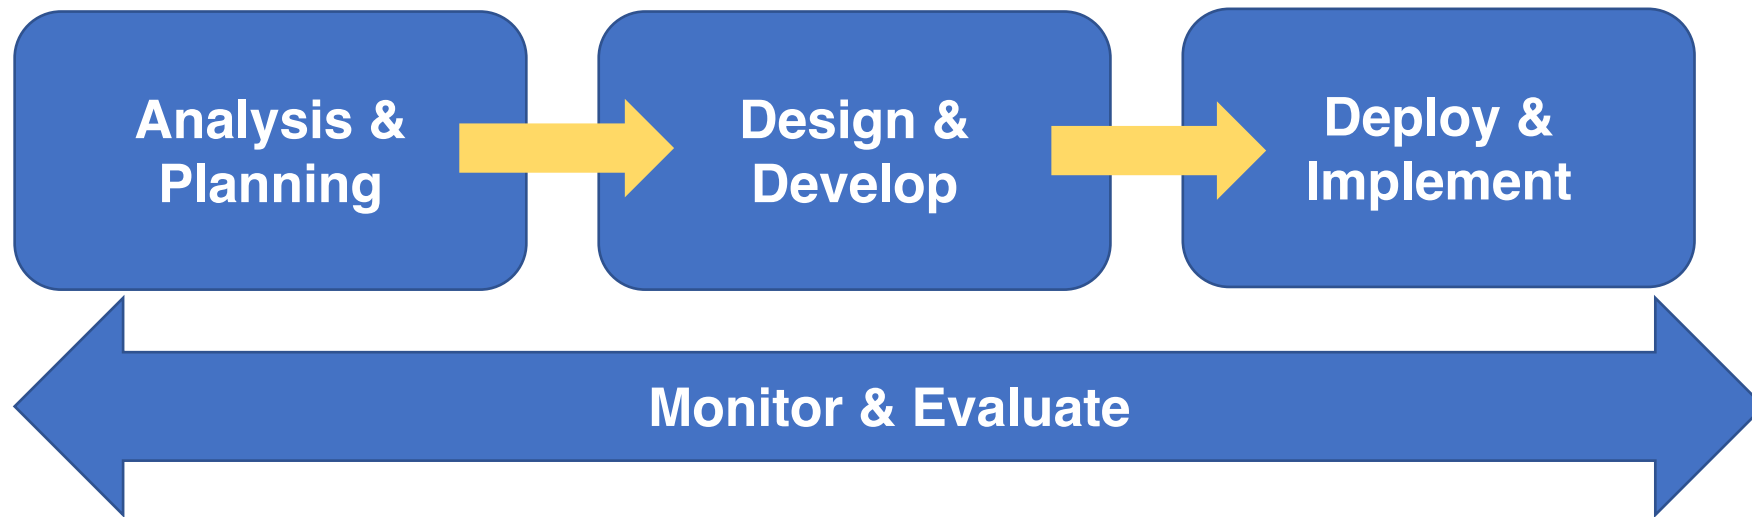 Analysis &
Planning
Design &
Develop
Deploy &
Implement
Monitor & Evaluate